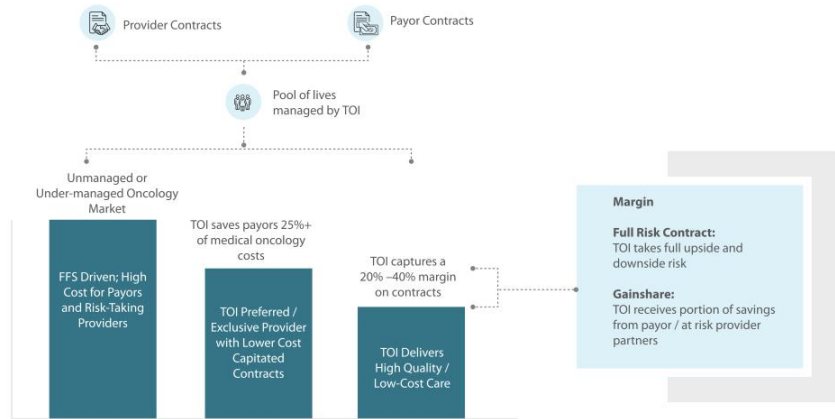 Provider Contracts
Payor Contracts
Pool of lives
managed by TOI
Unmanaged or
Under-managed Oncology
Market
FFS Driven; High
Cost for Payors
and Risk-Taking
Providers
TOI saves payors 25%+
of medical oncology
costs
TOI Preferred /
Exclusive Provider
with Lower Cost
Capitated
Contracts
TOI captures a
20% –40% margin
on contracts
TOI Delivers
High Quality /
Low-Cost Care
Margin
Full Risk Contract:
TOI takes full upside and
downside risk
Gainshare:
TOI receives portion of savings
from payor / at risk provider
partners